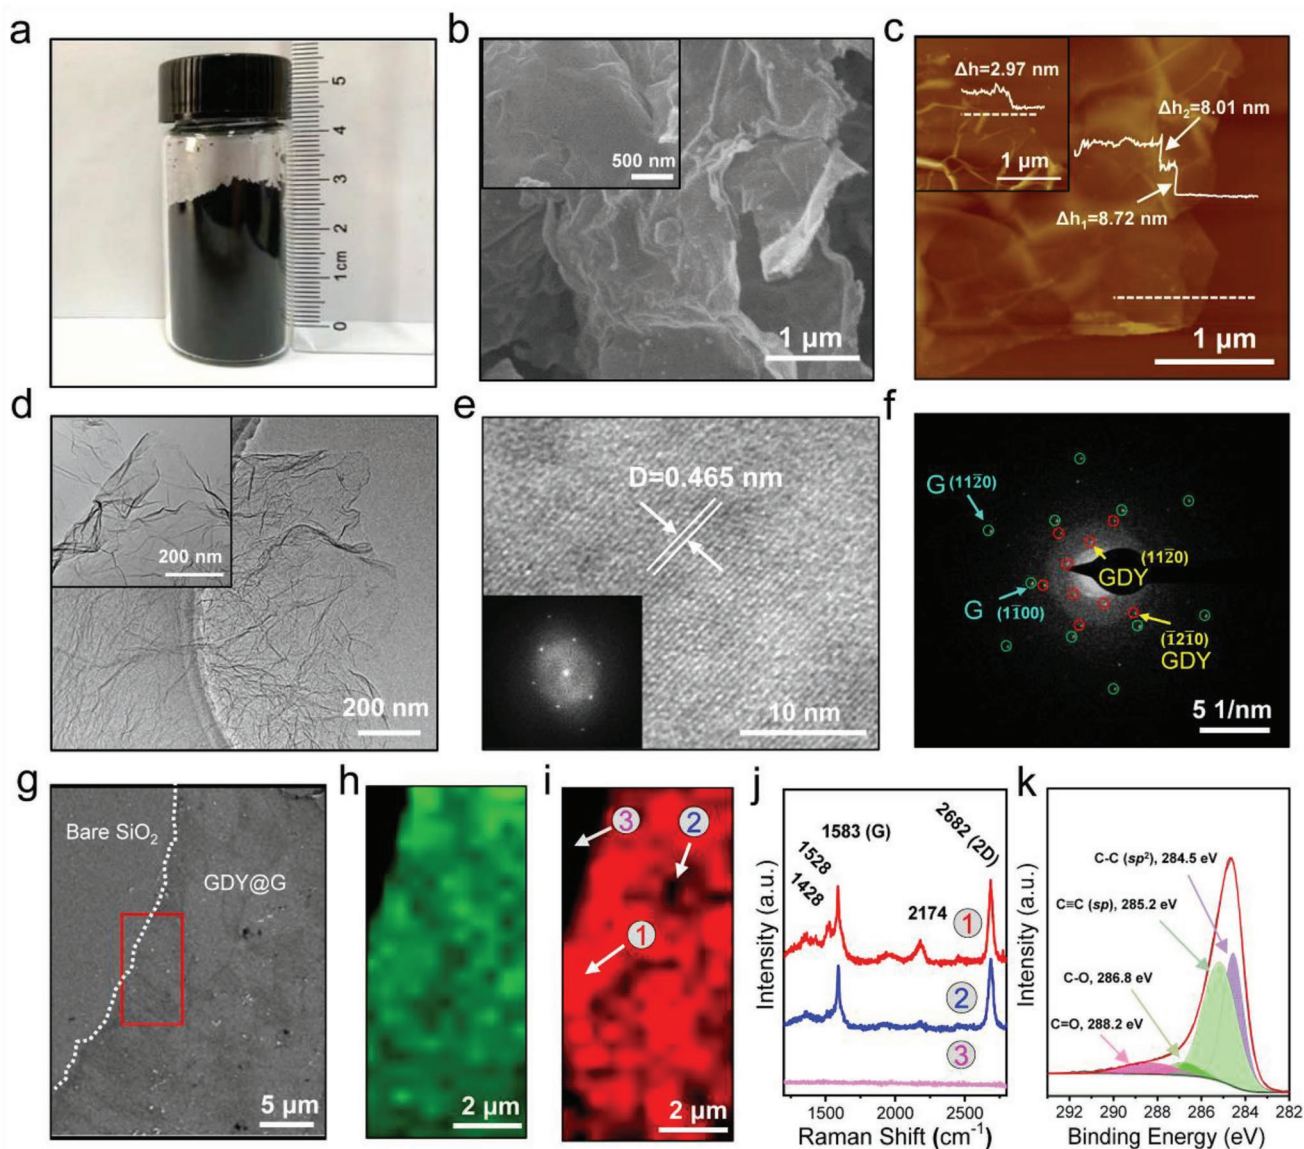 a
5
4
3
2
1 cm
0
b
500 nm
1 μm
c
Δh=2.97 nm
1 μm
Δh₂=8.01 nm
Δh₁=8.72 nm
1 μm
d
200 nm
200 nm
e
D=0.465 nm
10 nm
f
G (112̅0)
(112̅0)
GDY
G (11̅00)
(1̅21̅0)
GDY
5 1/nm
g
Bare SiO₂
GDY@G
5 μm
h
2 μm
i
3
2
1
2 μm
j
2682 (2D)
1583 (G)
1528
1428
2174
1
2
3
Intensity (a.u.)
1500 2000 2500
Raman Shift (cm⁻¹)
k
C-C (sp²), 284.5 eV
C≡C (sp), 285.2 eV
C-O, 286.8 eV
C=O, 288.2 eV
Intensity (a.u.)
292 290 288 286 284 282
Binding Energy (eV)